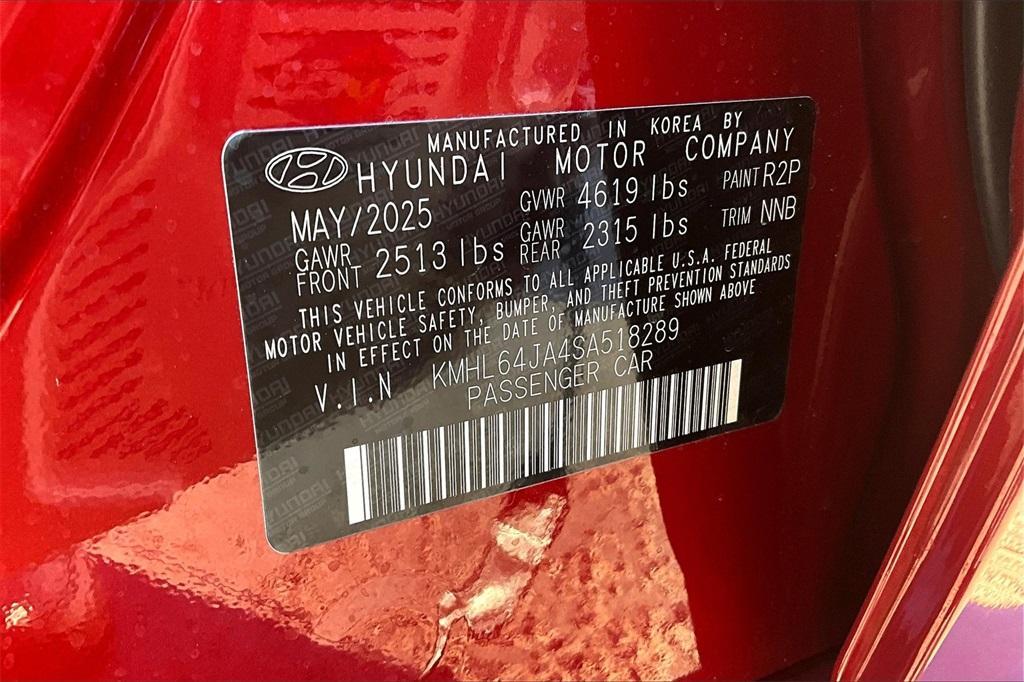 MANUFACTURED IN KOREA BY
HYUNDAI MOTOR COMPANY
MAY/2025 GVWR 4619 lbs PAINT R2P
GAWR FRONT 2513 lbs GAWR REAR 2315 lbs TRIM NNB
THIS VEHICLE CONFORMS TO ALL APPLICABLE U.S.A. FEDERAL
MOTOR VEHICLE SAFETY, BUMPER, AND THEFT PREVENTION STANDARDS
IN EFFECT ON THE DATE OF MANUFACTURE SHOWN ABOVE
V.I.N KMHL64JA4SA518289
PASSENGER CAR